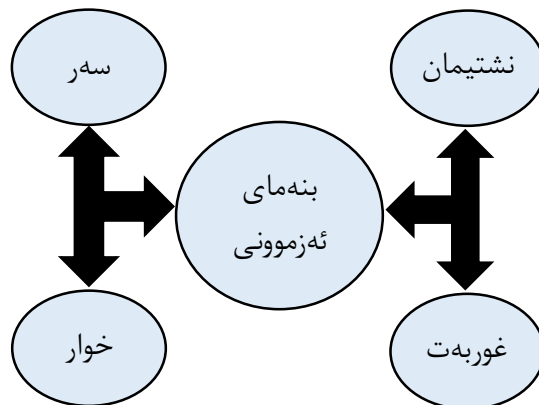 نشتیمان
سەر
بنەمای
ئەزموونی
غوربەت
خوار